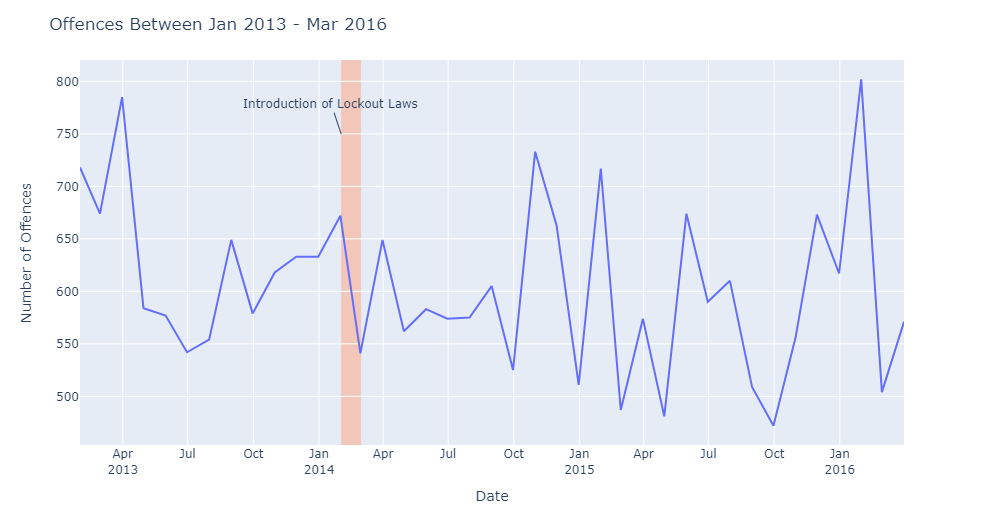 Offences Between Jan 2013 - Mar 2016
Introduction of Lockout Laws
Number of Offences
800
750
700
650
600
550
500
Apr Jul Oct Jan Apr Jul Oct Jan Apr Jul Oct Jan
2013 2014 2015 2016
Date